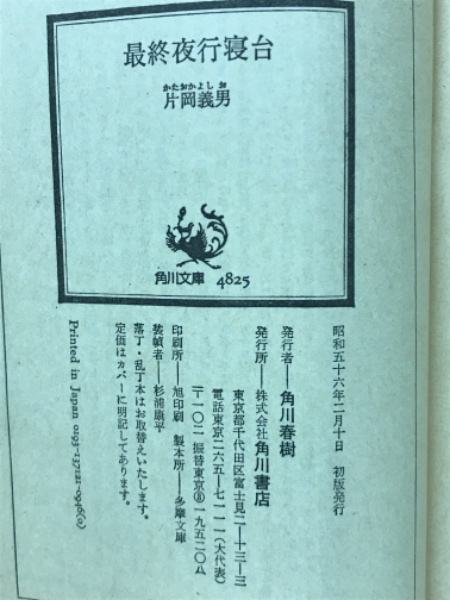 最終夜行寝台
かたおかよしお
片岡義男
角川文庫 4825
昭和五十六年二月十日 初版発行
発行者――角川春樹
発行所――株式会社角川書店
東京都千代田区富士見二―十三―三
電話東京二六五―七一一一(大代表)
〒一〇二 振替東京③一九五二〇八
印刷所――旭印刷 製本所――多摩文庫
装幀者――杉浦康平
落丁・乱丁本はお取替えいたします。
定価はカバーに明記してあります。
Printed in Japan 0193-137121-0946(0)